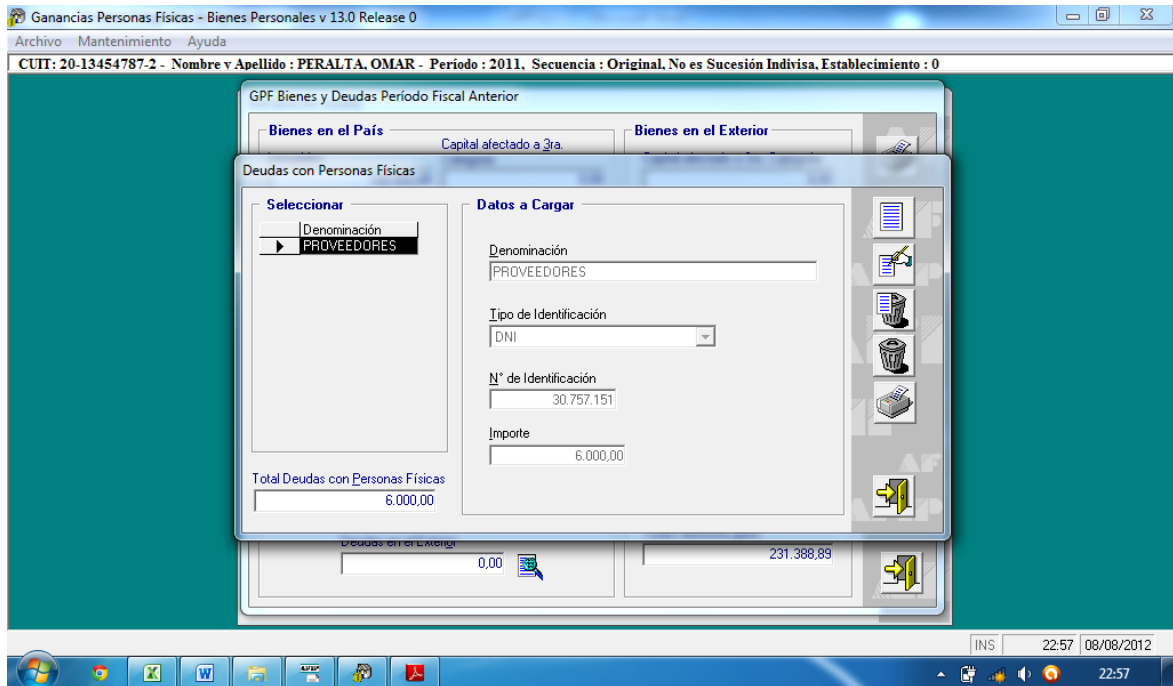 Ganancias Personas Físicas - Bienes Personales v 13.0 Release 0
Archivo Mantenimiento Ayuda
CUIT: 20-13454787-2 - Nombre y Apellido : PERALTA, OMAR - Período : 2011, Secuencia : Original, No es Sucesión Indivisa, Establecimiento : 0
GPF Bienes y Deudas Período Fiscal Anterior
Bienes en el País
Bienes en el Exterior
Capital afectado a 3ra.
Deudas con Personas Físicas
Seleccionar
Datos a Cargar
Denominación
PROVEEDORES
Denominación
PROVEEDORES
Tipo de Identificación
DNI
N° de Identificación
30.757.151
Importe
6.000,00
Total Deudas con Personas Físicas
6.000,00
Deudas en el Exterior
0,00
231.388,89
INS 22:57 08/08/2012
22:57